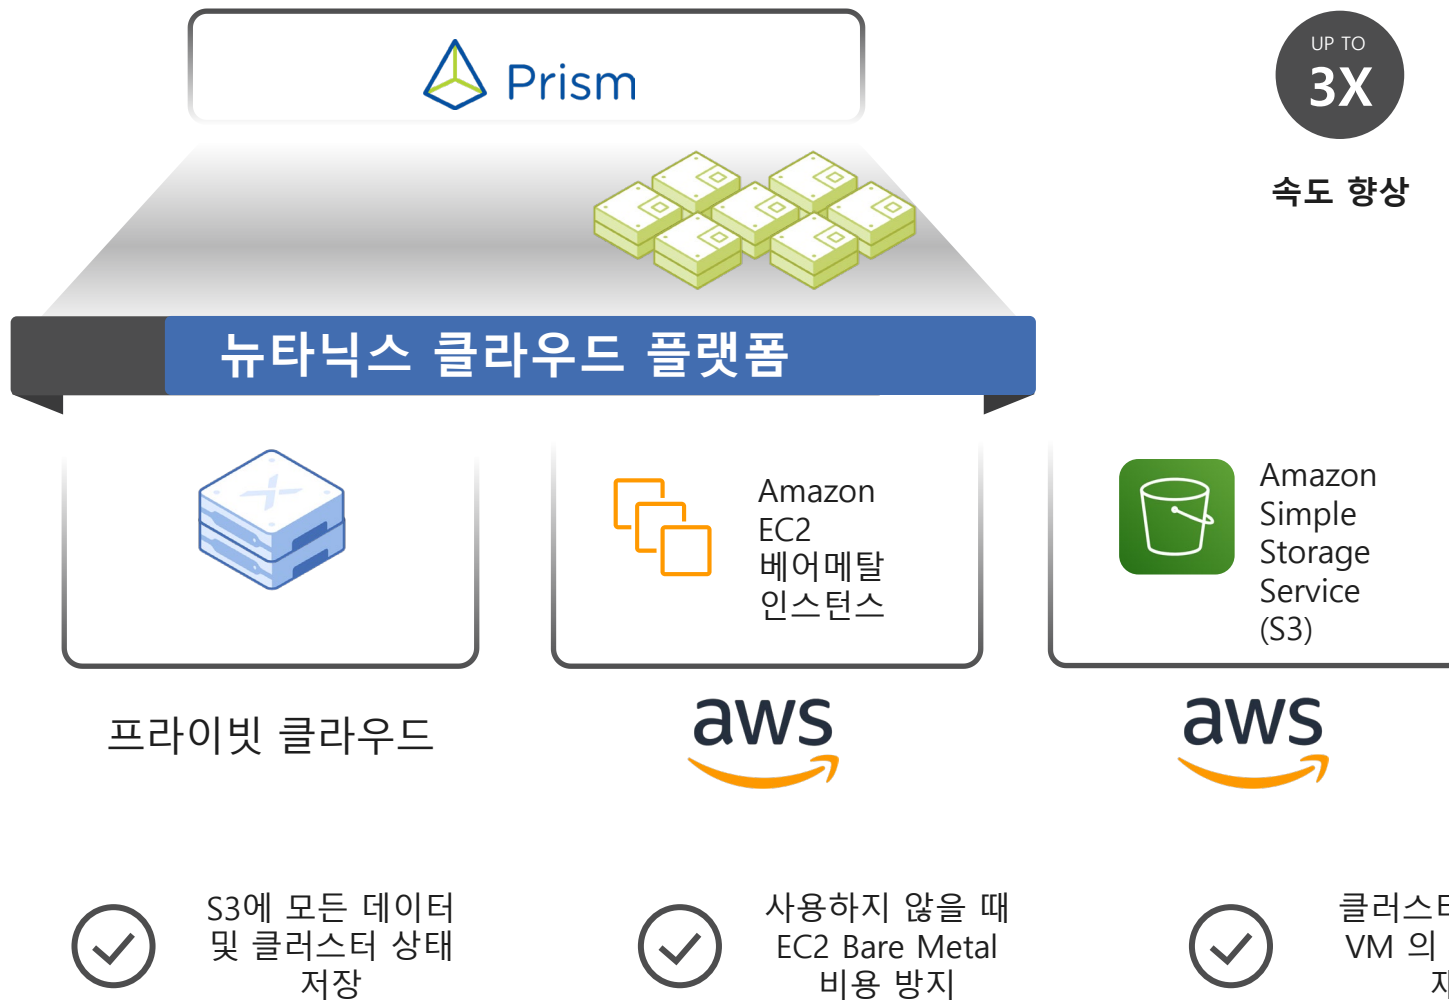 Prism
UP TO
3X
속도 향상
뉴타닉스 클라우드 플랫폼
Amazon
EC2
베어메탈
인스턴스
Amazon
Simple
Storage
Service
(S3)
프라이빗 클라우드
aws
aws
S3에 모든 데이터
및 클러스터 상태
저장
사용하지 않을 때
EC2 Bare Metal
비용 방지
VM 의